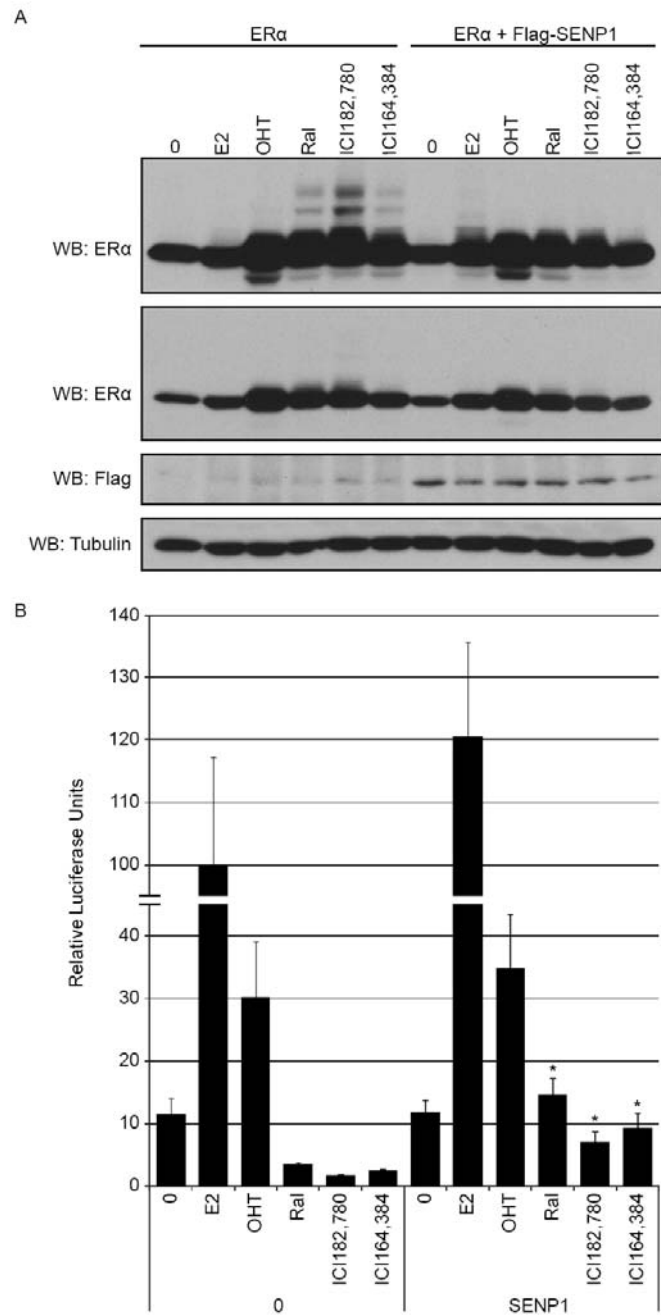 A
ERα ERα + Flag-SENP1
0 E2 OHT Ral ICI182,780 ICI164,384 0 E2 OHT Ral ICI182,780 ICI164,384
WB: ERα
WB: ERα
WB: Flag
WB: Tubulin
B
Relative Luciferase Units
140
130
120
110
100
40
30
20
10
0
* * *
0 E2 OHT Ral ICI182,780 ICI164,384 0 E2 OHT Ral ICI182,780 ICI164,384
0 SENP1